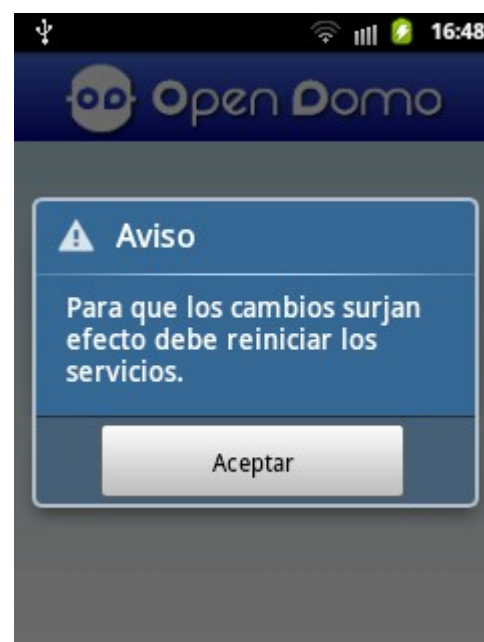 16:48
Open Domo
Aviso
Para que los cambios surjan
efecto debe reiniciar los
servicios.
Aceptar